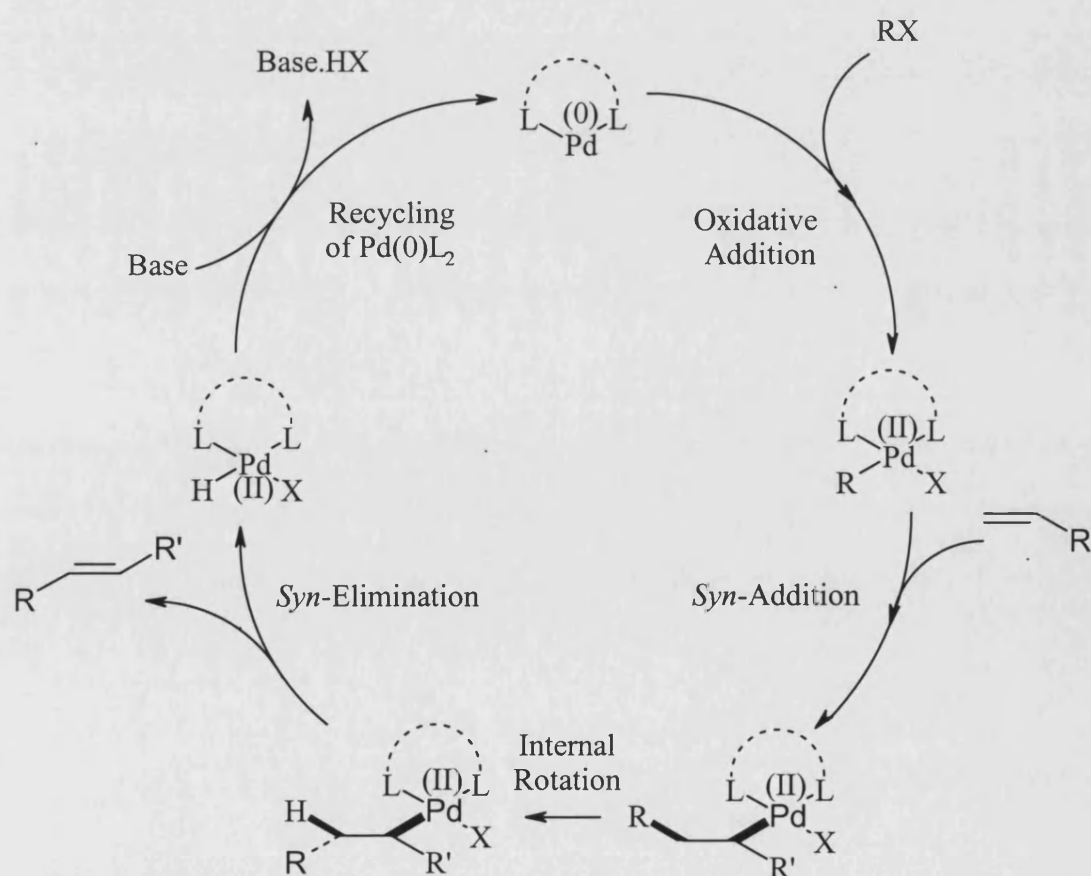 RX
Base.HX
(0)
L L
Pd
Recycling
of Pd(0)L₂
Oxidative
Addition
Base
(II)
L L
Pd
R X
L L
Pd
H (II) X
R
R'
R
Syn-Elimination
Syn-Addition
Internal
Rotation
(II)
L L
Pd
H
X
R
R'
(II)
L L
Pd
R
X
R'